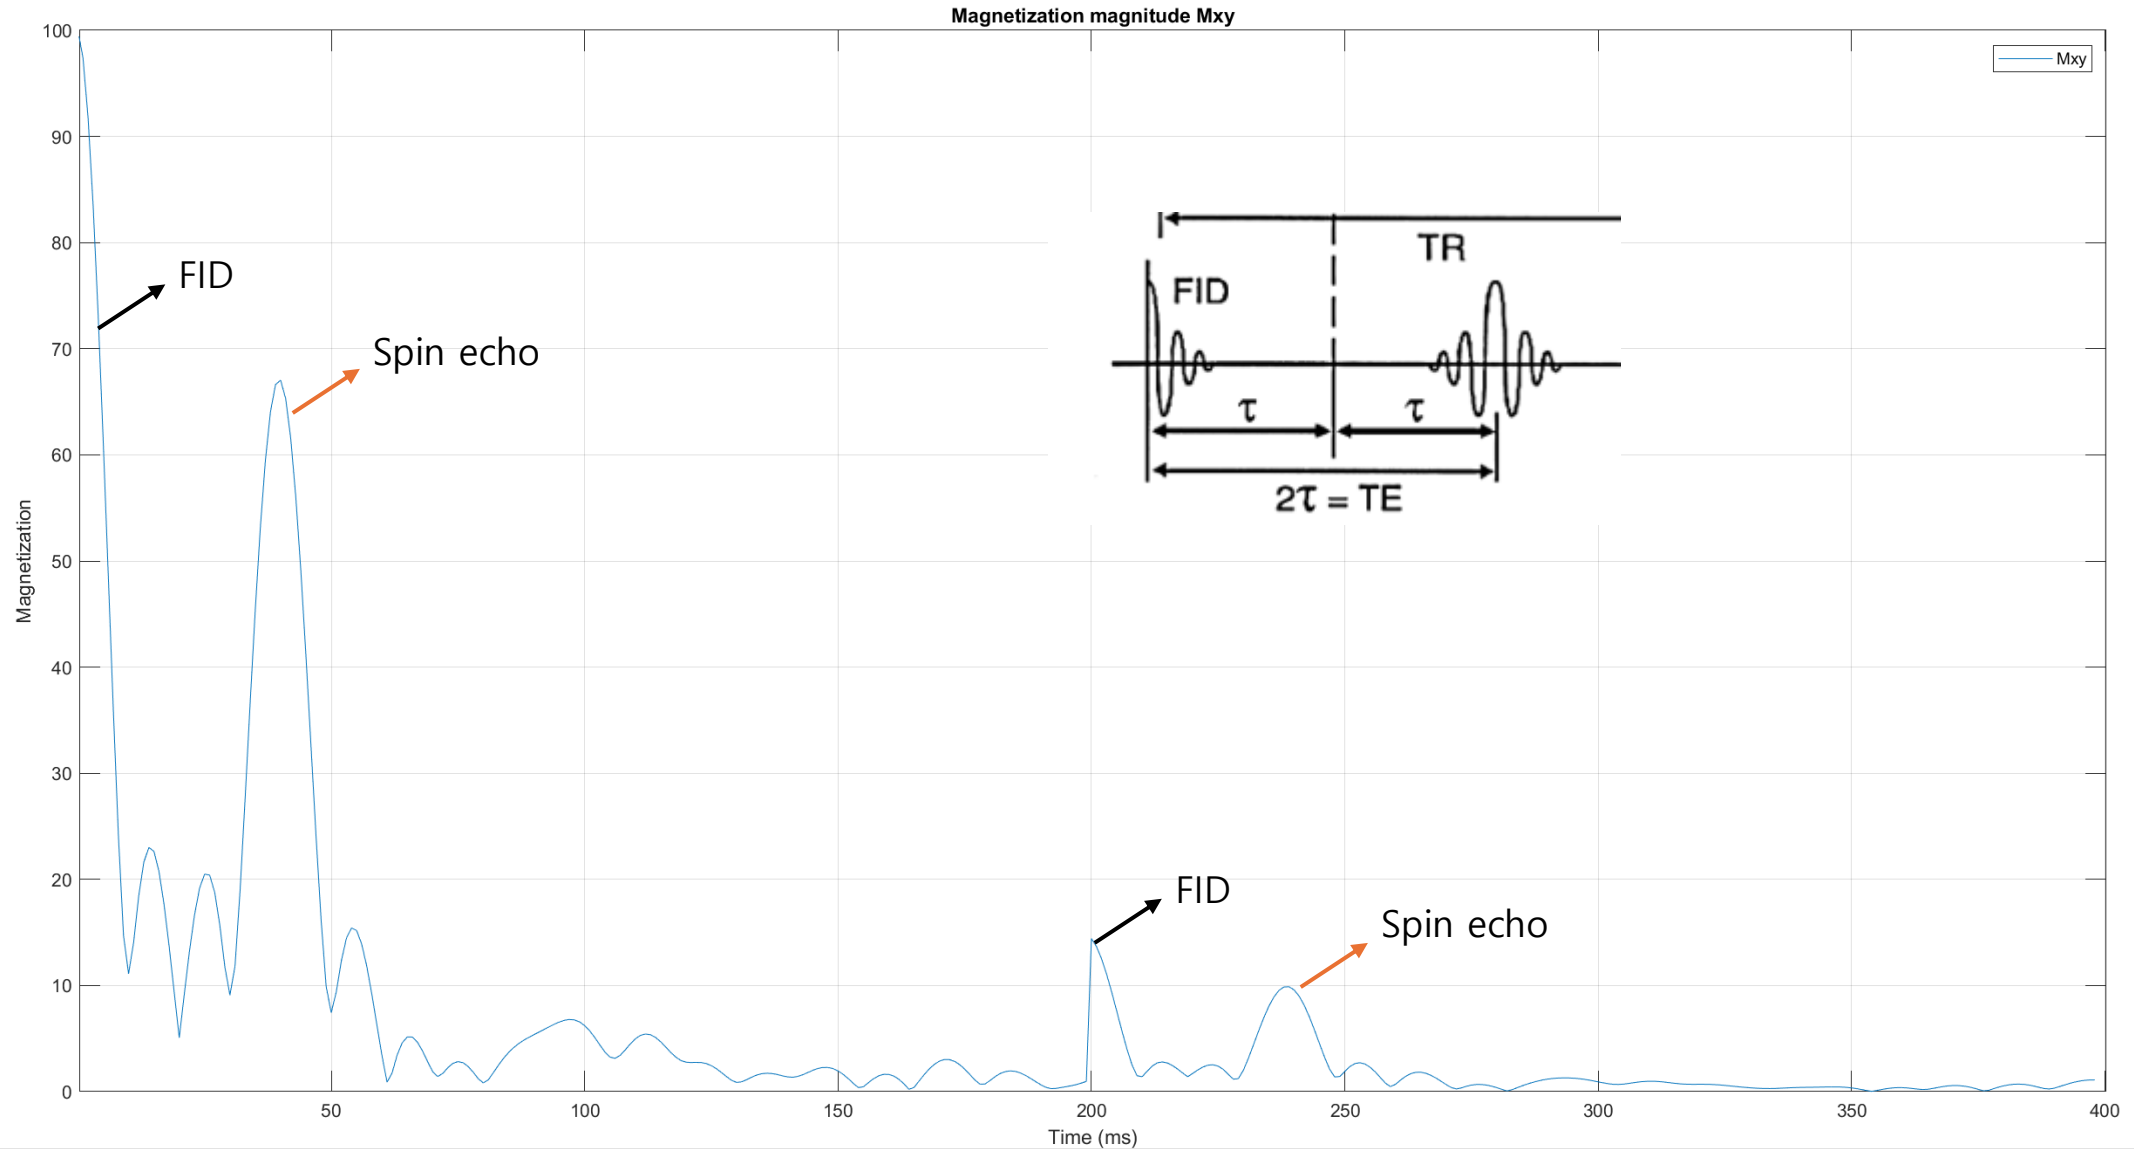 Magnetization magnitude Mxy
100
Mxy
90
80
TR
FID
FID
70
Spin echo
τ τ
60
2τ = TE
50
Magnetization
40
30
20
FID
Spin echo
10
0
50 100 150 200 250 300 350 400
Time (ms)